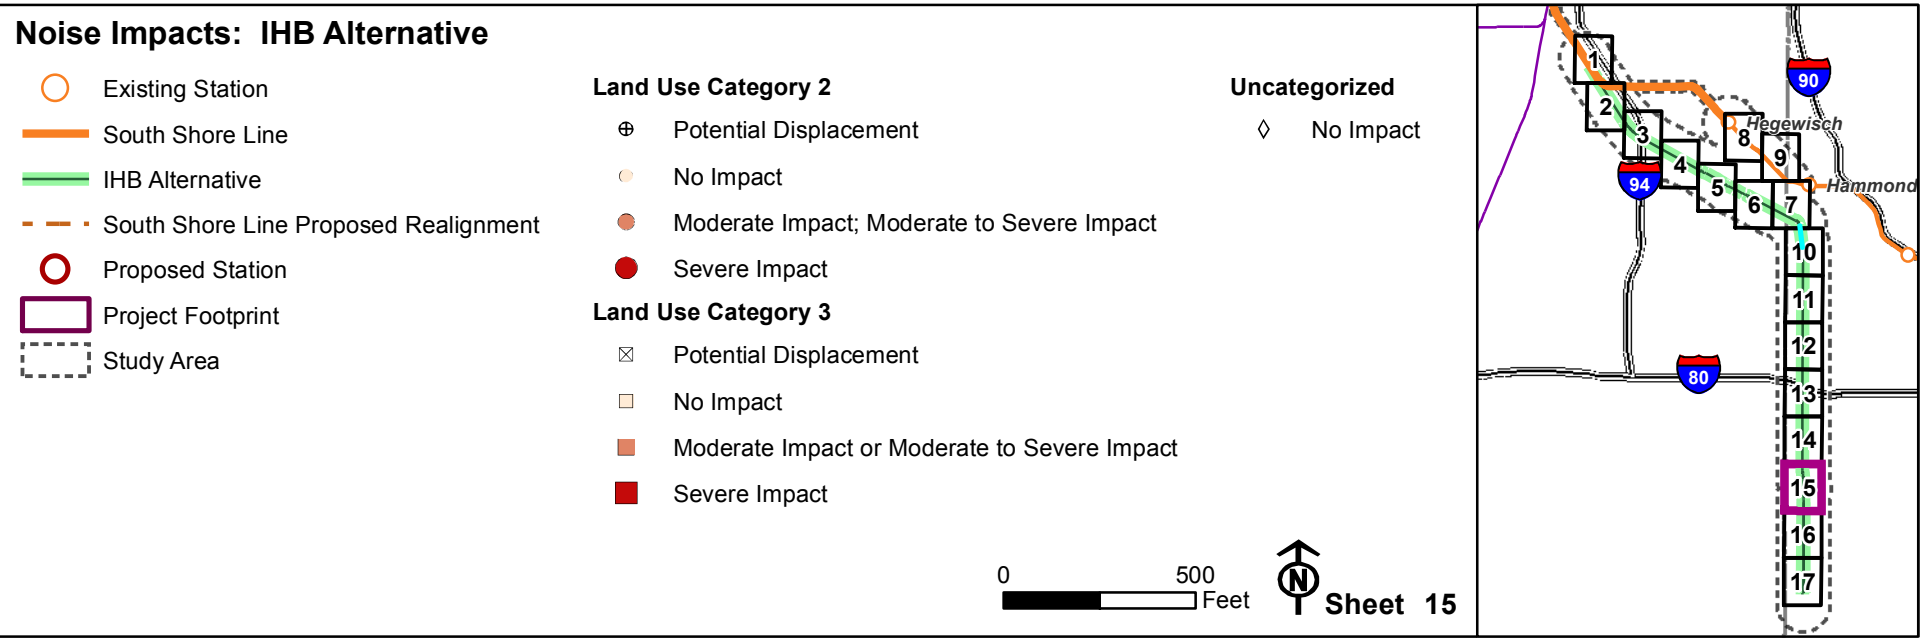 Noise Impacts: IHB Alternative
Existing Station
South Shore Line
IHB Alternative
South Shore Line Proposed Realignment
Proposed Station
Project Footprint
Study Area
Land Use Category 2
Potential Displacement
No Impact
Moderate Impact; Moderate to Severe Impact
Severe Impact
Land Use Category 3
Potential Displacement
No Impact
Moderate Impact or Moderate to Severe Impact
Severe Impact
Uncategorized
No Impact
0 500
Feet
N
Sheet 15
1
90
2
Hegewisch
3
8
9
4
94
5
Hammond
6
7
10
11
12
80
13
14
15
16
17